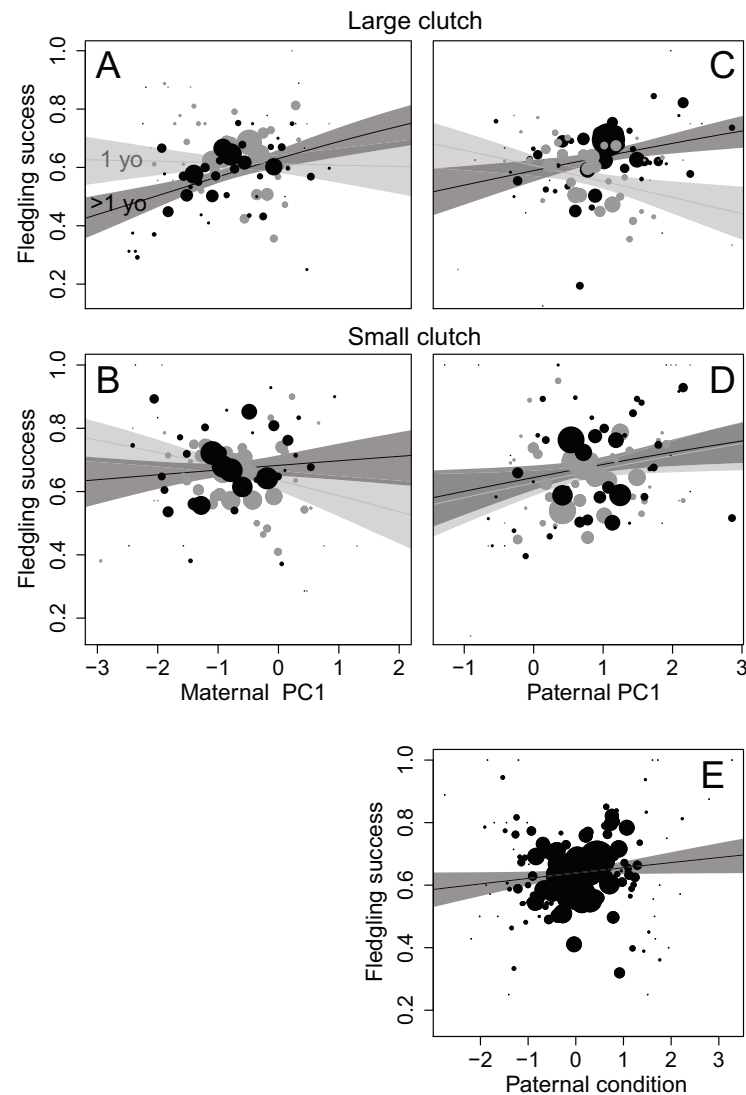 Large clutch
A
C
1 yo
>1 yo
Fledgling success
0.2 0.4 0.6 0.8 1.0
Small clutch
B
D
Fledgling success
0.2 0.4 0.6 0.8 1.0
−3 −2 −1 0 1 2
−1 0 1 2 3
Maternal PC1
Paternal PC1
E
Fledgling success
0.2 0.4 0.6 0.8 1.0
−2 −1 0 1 2 3
Paternal condition